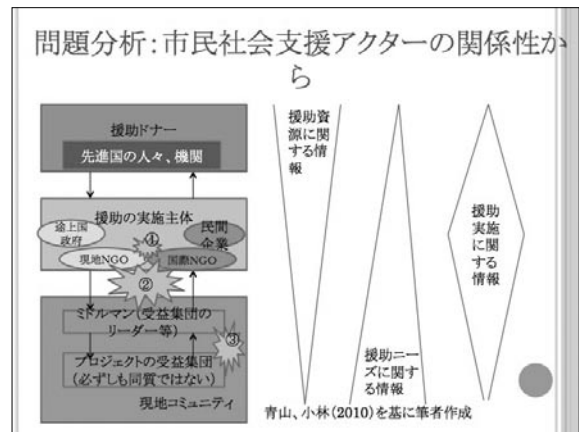 問題分析：市民社会支援アクターの関係性か
ら
援助ドナー
先進国の人々、機関
援助の実施主体
途上国
政府
民間
企業
①
現地NGO
国際NGO
②
ミドルマン(受益集団の
リーダー等)
③
プロジェクトの受益集団
(必ずしも同質ではない)
現地コミュニティ
援助資
源に関
する情
報
援助ニー
ズに関す
る情報
援助
実施に
関する
情報
青山、小林(2010)を基に筆者作成